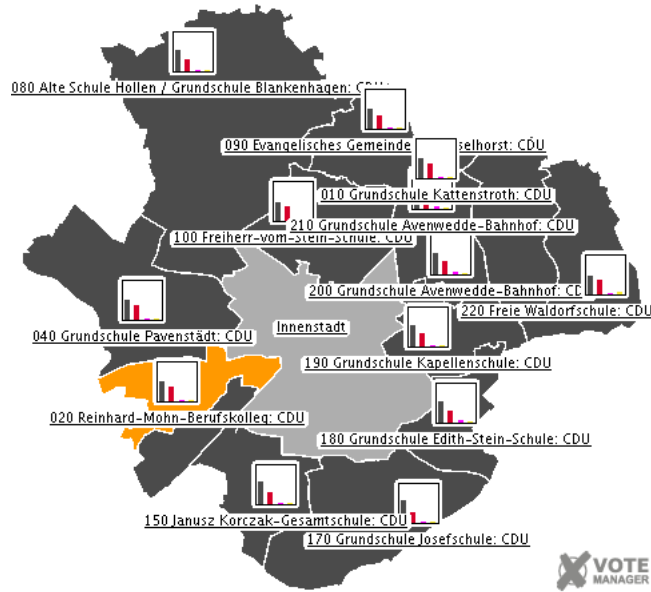 080 Alte Schule Hollen / Grundschule Blankenhagen: CDU
090 Evangelisches Gemeinde selhorst: CDU
010 Grundschule Kattenstroth: CDU
210 Grundschule Avenwedde-Bahnhof: CDU
100 Freiherr-vom-Stein-Schule: CDU
200 Grundschule Avenwedde-Bahnhof: CD
220 Freie Waldorfschule: CDU
Innenstadt
040 Grundschule Pavenstädt: CDU
190 Grundschule Kapellenschule: CDU
020 Reinhard-Mohn-Berufskolleg: CDU
180 Grundschule Edith-Stein-Schule: CDU
150 Janusz Korczak-Gesamtschule: CDU
170 Grundschule Josefschule: CDU
VOTE
MANAGER